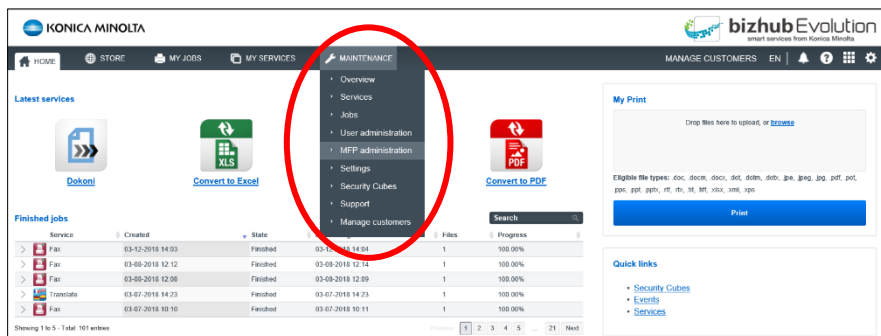 KONICA MINOLTA
bizhub Evolution
smart services from Konica Minolta
HOME STORE MY JOBS MY SERVICES MAINTENANCE MANAGE CUSTOMERS EN
Overview
Services
Jobs
User administration
MFP administration
Settings
Security Cubes
Support
Manage customers
Latest services
XLS
PDF
Dokoni Convert to Excel Convert to PDF
Finished jobs Search
Service Created State Files Progress
Fax 03-12-2018 14:03 Finished 03-12-2018 14:04 1 100.00%
Fax 03-08-2018 12:12 Finished 03-08-2018 12:14 1 100.00%
Fax 03-08-2018 12:08 Finished 03-08-2018 12:09 1 100.00%
Translate 03-07-2018 14:23 Finished 03-07-2018 14:23 1 100.00%
Fax 03-07-2018 10:10 Finished 03-07-2018 10:11 1 100.00%
Showing 1 to 5 - Total: 101 entries Previous 1 2 3 4 5 ... 21 Next
My Print
Drop files here to upload, or browse
Eligible file types: .doc, .docm, .docx, .dot, .dotm, .dotx, .jpe, .jpeg, .jpg, .pdf, .pot,
.pps, .ppt, .pptx, .rtf, .rtx, .tif, .tiff, .xlsx, .xml, .xps
Print
Quick links
Security Cubes
Events
Services